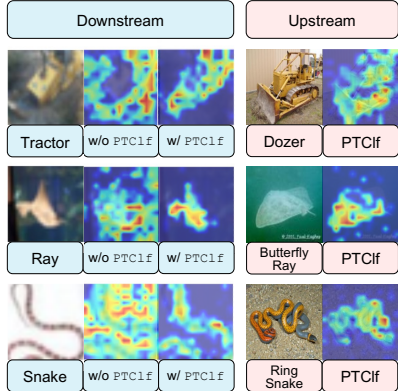 Downstream
Upstream
Tractor
w/o PTClf
w/ PTClf
Dozer
PTClf
Ray
w/o PTClf
w/ PTClf
Butterfly
Ray
PTClf
Snake
w/o PTClf
w/ PTClf
Ring
Snake
PTClf